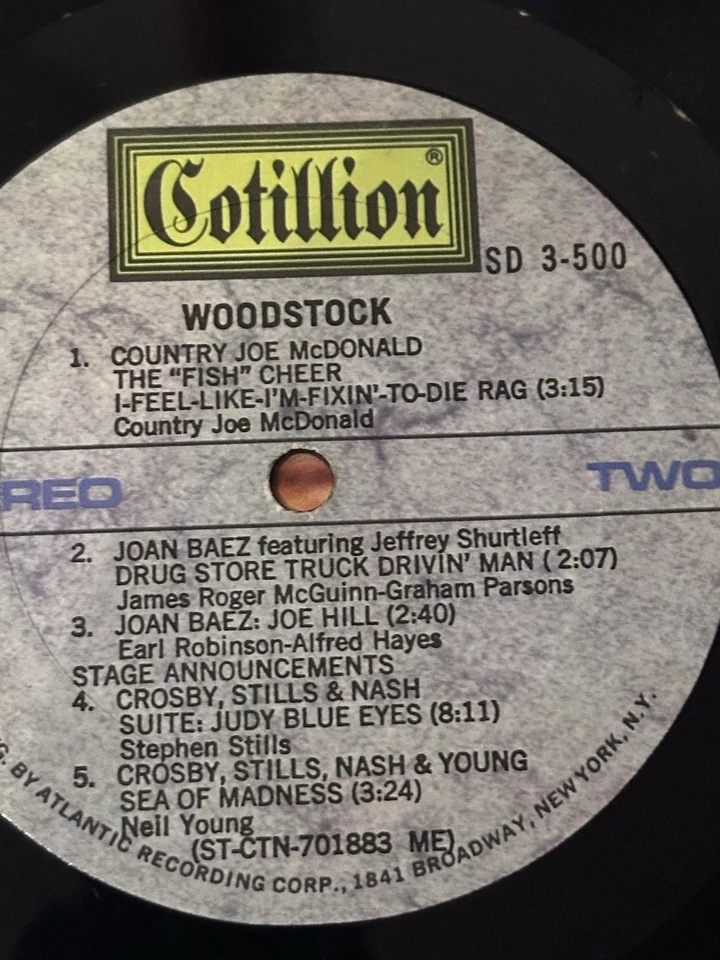 Cotillion®
SD 3-500
WOODSTOCK
1. COUNTRY JOE McDONALD
THE "FISH" CHEER
I-FEEL-LIKE-I'M-FIXIN'-TO-DIE RAG (3:15)
Country Joe McDonald
REO TWO
2. JOAN BAEZ featuring Jeffrey Shurtleff
DRUG STORE TRUCK DRIVIN' MAN ( 2:07)
James Roger McGuinn-Graham Parsons
3. JOAN BAEZ: JOE HILL (2:40)
Earl Robinson-Alfred Hayes
STAGE ANNOUNCEMENTS
4. CROSBY, STILLS & NASH
SUITE: JUDY BLUE EYES (8:11)
Stephen Stills
5. CROSBY, STILLS, NASH & YOUNG
SEA OF MADNESS (3:24)
Neil Young
(ST-CTN-701883 ME)
G. BY ATLANTIC RECORDING CORP., 1841 BROADWAY, NEW YORK, N.Y.